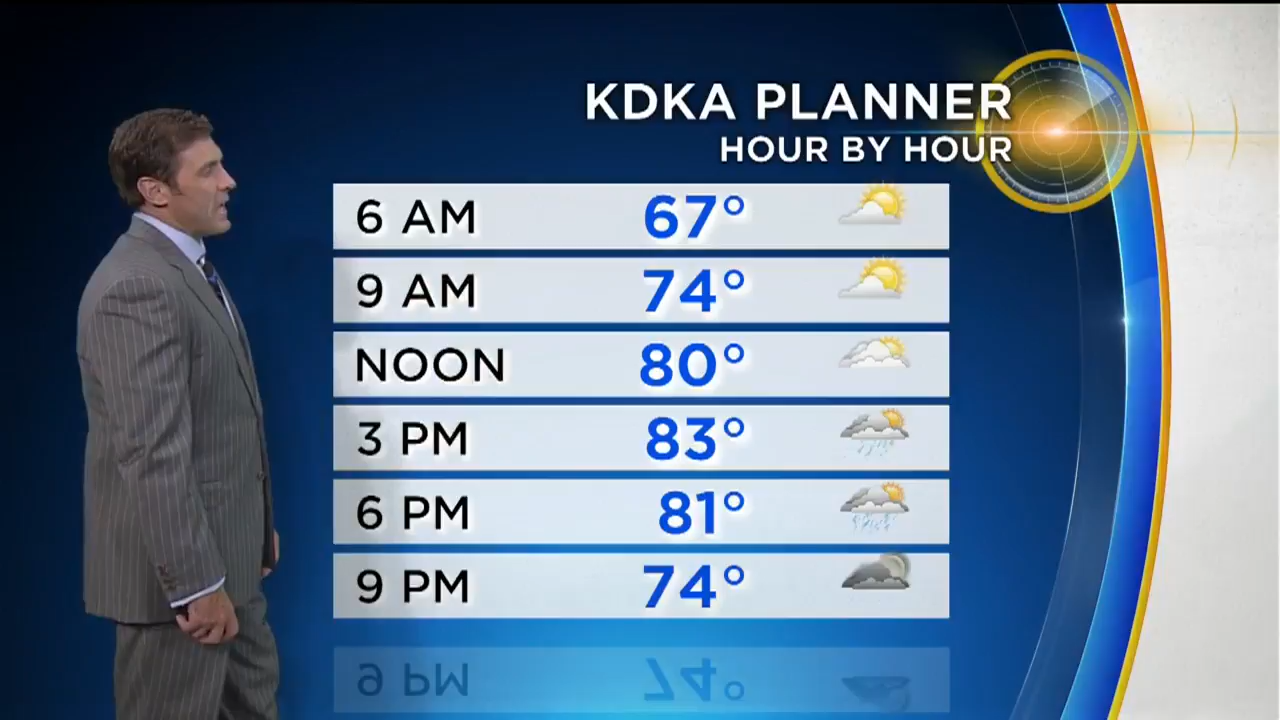 KDKA PLANNER
HOUR BY HOUR
6 AM 67°
9 AM 74°
NOON 80°
3 PM 83°
6 PM 81°
9 PM 74°